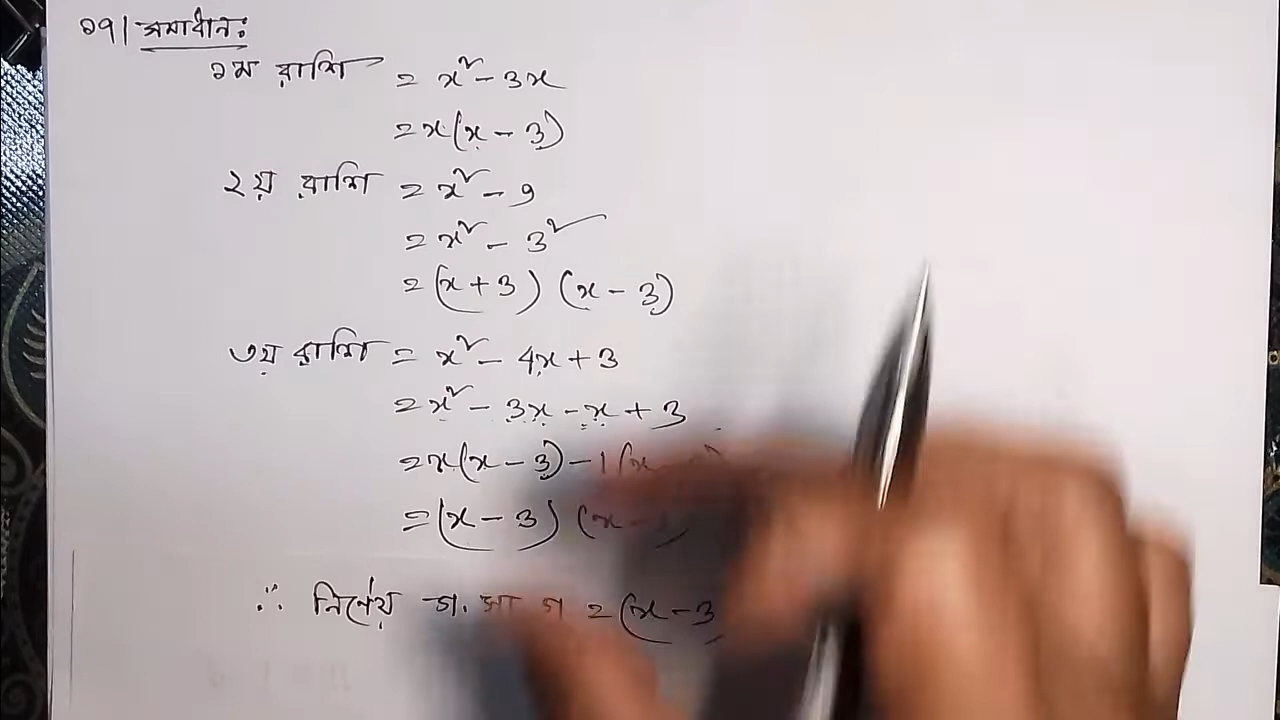 ১৭। সমাধান:
১ম রাশি = x² - 3x
= x(x - 3)
২য় রাশি = x² - 9
= x² - 3²
= (x + 3) (x - 3)
৩য় রাশি = x² - 4x + 3
= x² - 3x - x + 3
= x(x - 3) - 1(x
= (x - 3) (x -
∴ নির্ণেয় গ. সা গ = (x - 3